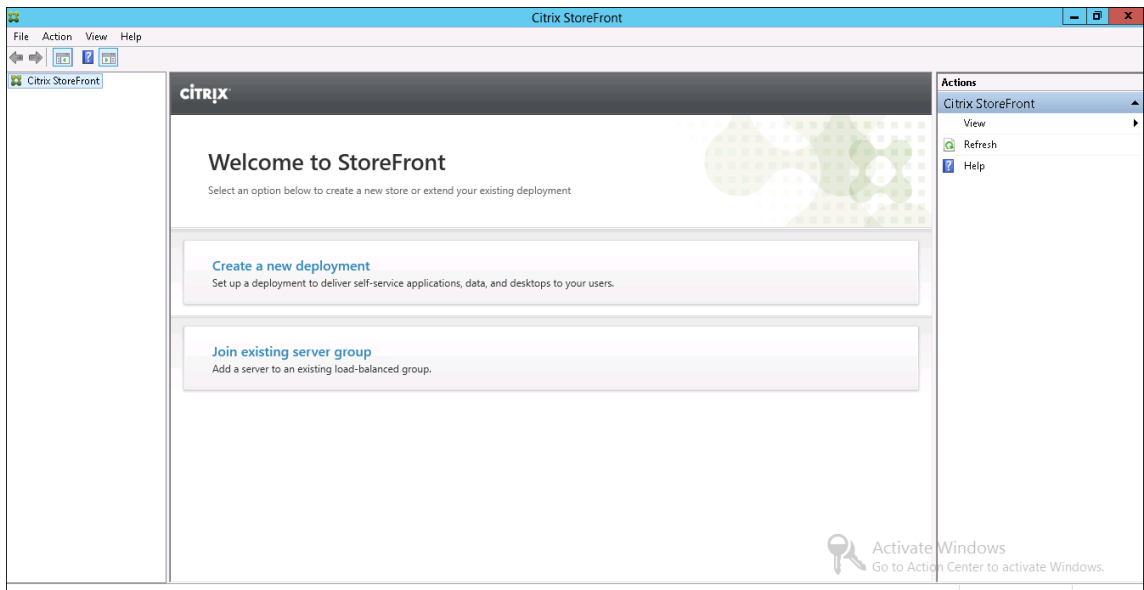 Citrix StoreFront
File Action View Help
Citrix StoreFront
CITRIX
Welcome to StoreFront
Select an option below to create a new store or extend your existing deployment
Create a new deployment
Set up a deployment to deliver self-service applications, data, and desktops to your users.
Join existing server group
Add a server to an existing load-balanced group.
Actions
Citrix StoreFront
View
Refresh
Help
Activate Windows
Go to Action Center to activate Windows.